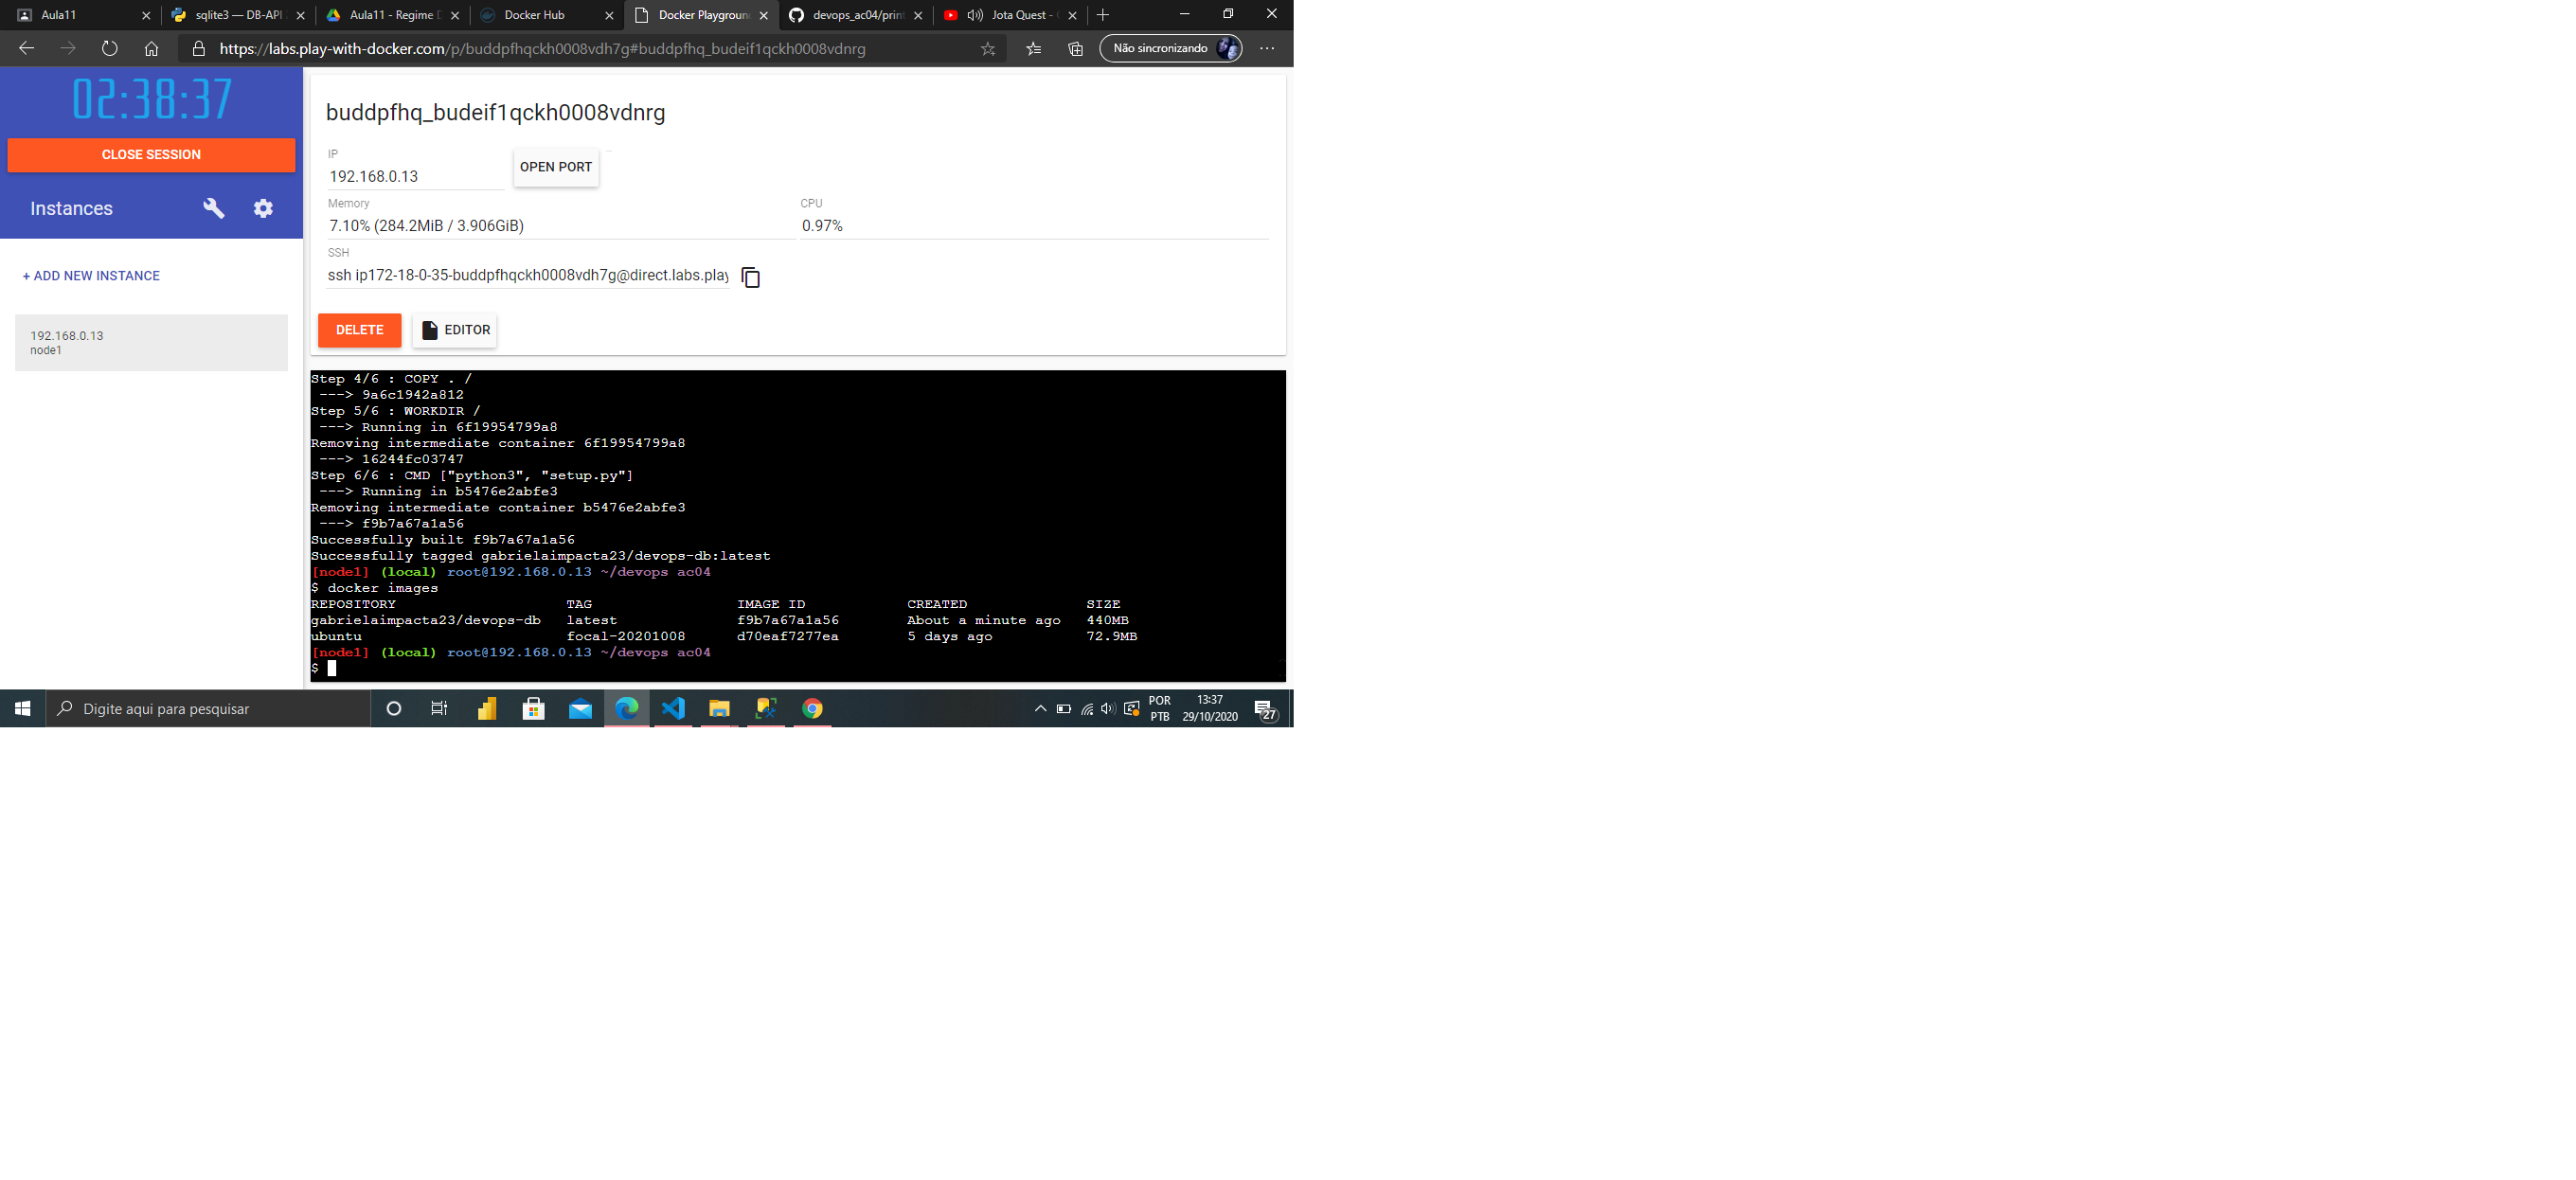 Aula11
sqlite3 — DB-API
Aula11 - Regime D
Docker Hub
Docker Playground
devops_ac04/print
Jota Quest -
https://labs.play-with-docker.com/p/buddpfhqckh0008vdh7g#buddpfhq_budeif1qckh0008vdnrg
Não sincronizando
02:38:37
CLOSE SESSION
Instances
+ ADD NEW INSTANCE
192.168.0.13
node1
buddpfhq_budeif1qckh0008vdnrg
IP
192.168.0.13
OPEN PORT
Memory
7.10% (284.2MiB / 3.906GiB)
CPU
0.97%
SSH
ssh ip172-18-0-35-buddpfhqckh0008vdh7g@direct.labs.play
DELETE
EDITOR
Step 4/6 : COPY . /
---> 9a6c1942a812
Step 5/6 : WORKDIR /
---> Running in 6f19954799a8
Removing intermediate container 6f19954799a8
---> 16244fc03747
Step 6/6 : CMD ["python3", "setup.py"]
---> Running in b5476e2abfe3
Removing intermediate container b5476e2abfe3
---> f9b7a67a1a56
Successfully built f9b7a67a1a56
Successfully tagged gabrielaimpacta23/devops-db:latest
[node1] (local) root@192.168.0.13 ~/devops ac04
$ docker images
REPOSITORY TAG IMAGE ID CREATED SIZE
gabrielaimpacta23/devops-db latest f9b7a67a1a56 About a minute ago 440MB
ubuntu focal-20201008 d70eaf7277ea 5 days ago 72.9MB
[node1] (local) root@192.168.0.13 ~/devops ac04
$
Digite aqui para pesquisar
POR
PTB
13:37
29/10/2020
27